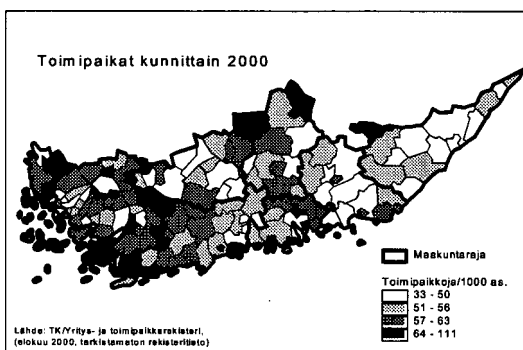 Toimipaikat kunnittain 2000
Maakuntaraja
Toimipaikkoja/1000 as.
33 - 50
51 - 56
57 - 63
64 - 111
Lähde: TK/Yritys- ja toimipaikkarekisteri,
(elokuu 2000, tarkistamaton rekisteritieto)